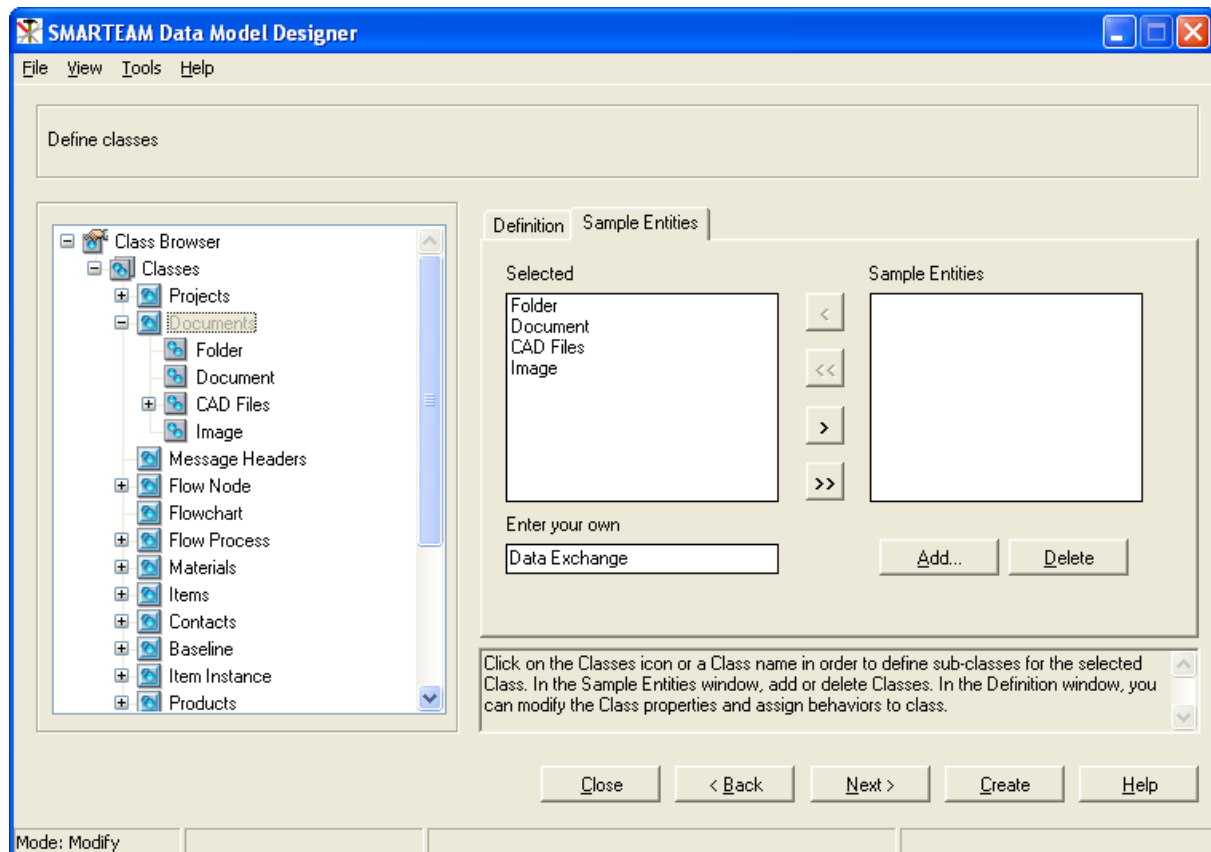 SMARTEAM Data Model Designer
File View Tools Help
Define classes
Class Browser
Classes
Projects
Documents
Folder
Document
CAD Files
Image
Message Headers
Flow Node
Flowchart
Flow Process
Materials
Items
Contacts
Baseline
Item Instance
Products
Definition Sample Entities
Selected
Folder
Document
CAD Files
Image
<
<<
>
>>
Sample Entities
Enter your own
Data Exchange
Add... Delete
Click on the Classes icon or a Class name in order to define sub-classes for the selected
Class. In the Sample Entities window, add or delete Classes. In the Definition window, you
can modify the Class properties and assign behaviors to class.
Close < Back Next > Create Help
Mode: Modify